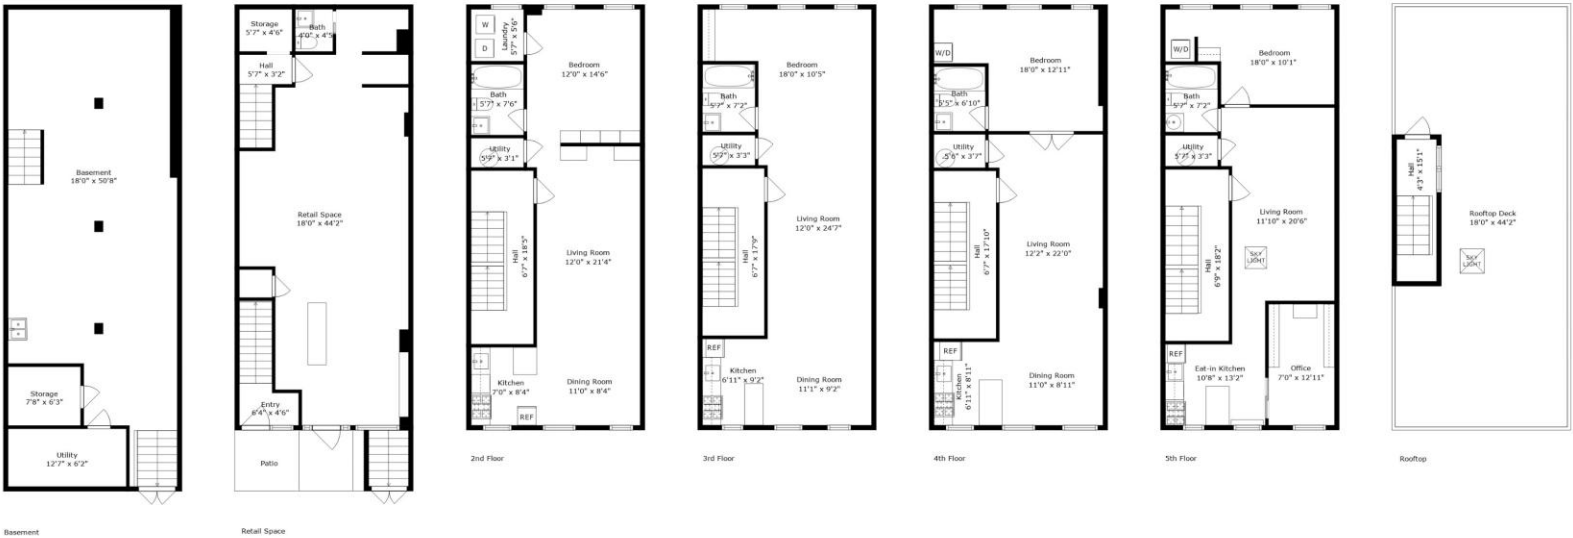 Basement
18'0" x 50'8"
Storage
7'8" x 6'3"
Utility
12'7" x 6'2"
Basement
Storage
5'7" x 4'6"
Bath
4'0" x 4'5"
Hall
5'7" x 3'2"
Retail Space
18'0" x 44'2"
Entry
6'4" x 4'6"
Patio
Retail Space
W
D
Laundry
5'7" x 5'6"
Bedroom
12'0" x 14'6"
Bath
5'7" x 7'6"
Utility
5'7" x 3'1"
Hall
6'7" x 18'5"
Living Room
12'0" x 21'4"
Kitchen
7'0" x 8'4"
Dining Room
11'0" x 8'4"
REF
2nd Floor
Bedroom
18'0" x 10'5"
Bath
5'7" x 7'2"
Utility
5'7" x 3'3"
Hall
6'7" x 17'9"
Living Room
12'0" x 24'7"
REF
Kitchen
6'11" x 9'2"
Dining Room
11'1" x 9'2"
3rd Floor
W/D
Bedroom
18'0" x 12'11"
Bath
5'5" x 6'10"
Utility
5'6" x 3'7"
Hall
6'7" x 17'10"
Living Room
12'2" x 22'0"
REF
Kitchen
6'11" x 8'11"
Dining Room
11'0" x 8'11"
4th Floor
W/D
Bedroom
18'0" x 10'1"
Bath
5'7" x 7'2"
Utility
5'7" x 3'3"
Hall
6'9" x 18'2"
Living Room
11'10" x 20'6"
SKY
LIGHT
REF
Eat-in Kitchen
10'8" x 13'2"
Office
7'0" x 12'11"
5th Floor
Hall
4'3" x 15'1"
Rooftop Deck
18'0" x 44'2"
SKY
LIGHT
Rooftop